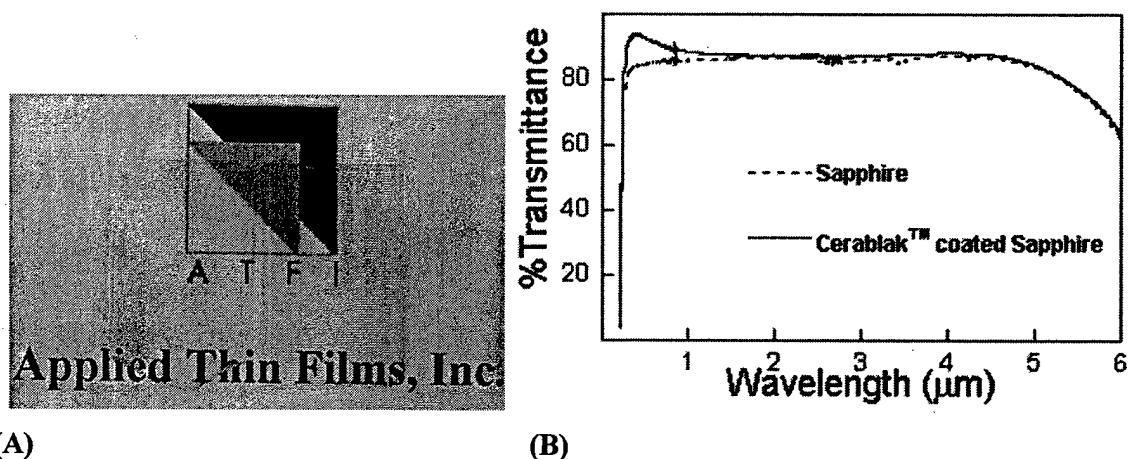 A T F I
Applied Thin Films, Inc.
(A)
%Transmittance
80
60
40
20
Sapphire
Cerablak™ coated Sapphire
1 2 3 4 5 6
Wavelength (μm)
(B)